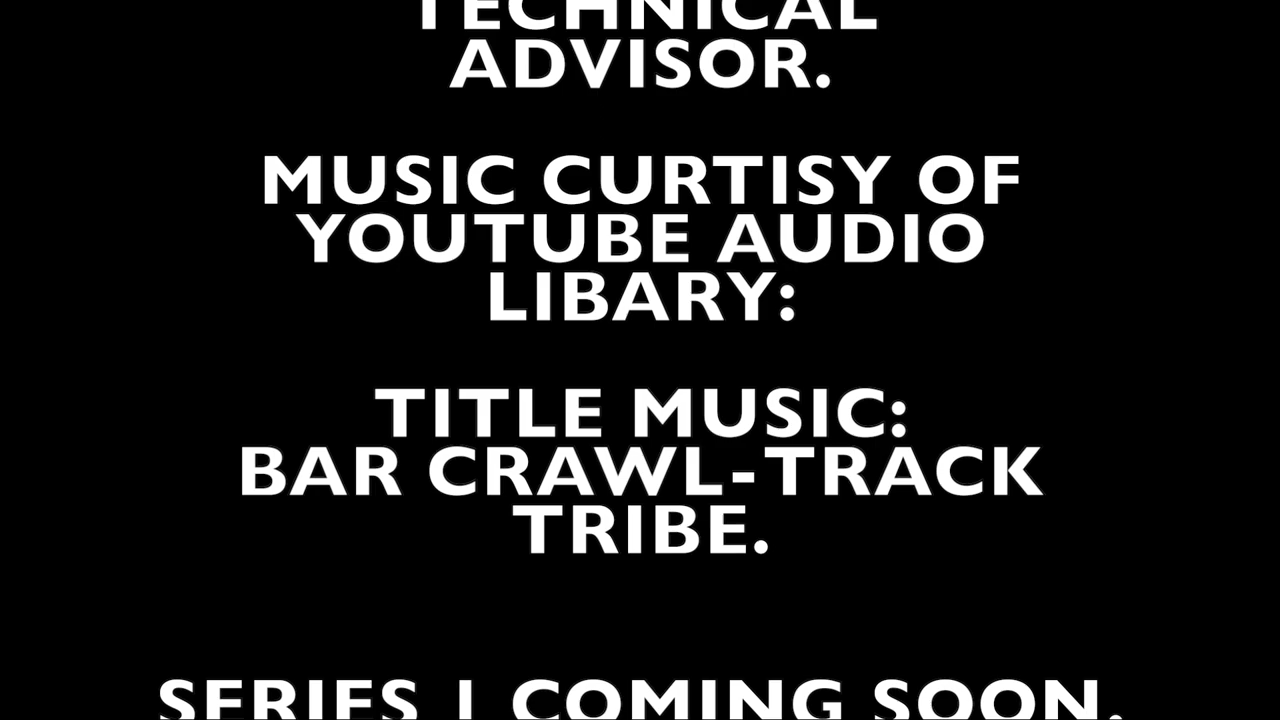 TECHNICAL
ADVISOR.
MUSIC CURTISY OF
YOUTUBE AUDIO
LIBARY:
TITLE MUSIC:
BAR CRAWL-TRACK
TRIBE.
SERIES 1 COMING SOON.